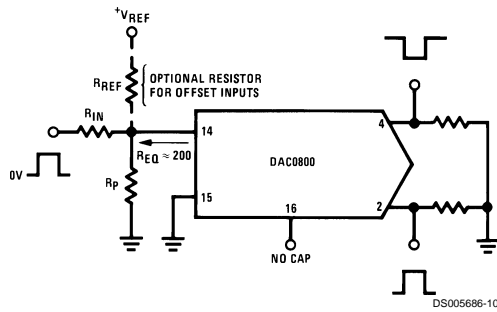 +VREF
RREF
OPTIONAL RESISTOR
FOR OFFSET INPUTS
RIN
14
4
REQ ≈ 200
DAC0800
0V
RP
15
16
2
NO CAP
DS005686-10